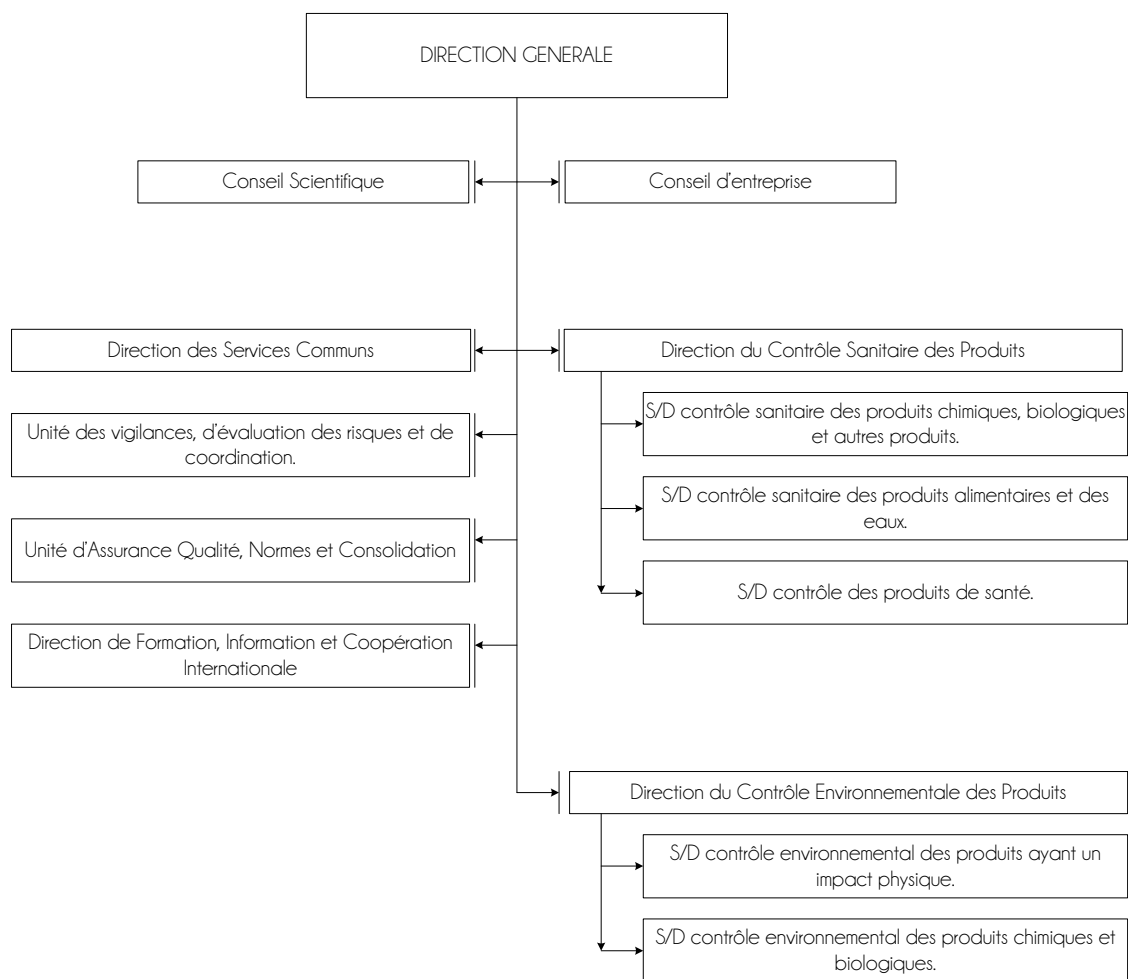 DIRECTION GENERALE
Conseil Scientifique
Conseil d'entreprise
Direction des Services Communs
Direction du Contrôle Sanitaire des Produits
S/D contrôle sanitaire des produits chimiques, biologiques
et autres produits.
Unité des vigilances, d'évaluation des risques et de
coordination.
S/D contrôle sanitaire des produits alimentaires et des
eaux.
Unité d'Assurance Qualité, Normes et Consolidation
S/D contrôle des produits de santé.
Direction de Formation, Information et Coopération
Internationale
Direction du Contrôle Environnementale des Produits
S/D contrôle environnemental des produits ayant un
impact physique.
S/D contrôle environnemental des produits chimiques et
biologiques.